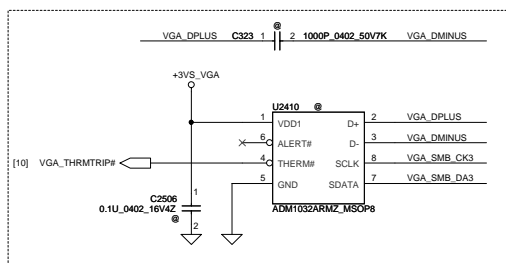 @
VGA_DPLUS C323 1 2 1000P_0402_50V7K VGA_DMINUS
+3VS_VGA
U2410 @
1 VDD1 D+ 2 VGA_DPLUS
6 ALERT# D- 3 VGA_DMINUS
[10] VGA_THRMTRIP# 4 THERM# SCLK 8 VGA_SMB_CK3
5 GND SDATA 7 VGA_SMB_DA3
ADM1032ARMZ_MSOP8
C2506 1
0.1U_0402_16V4Z
@ 2